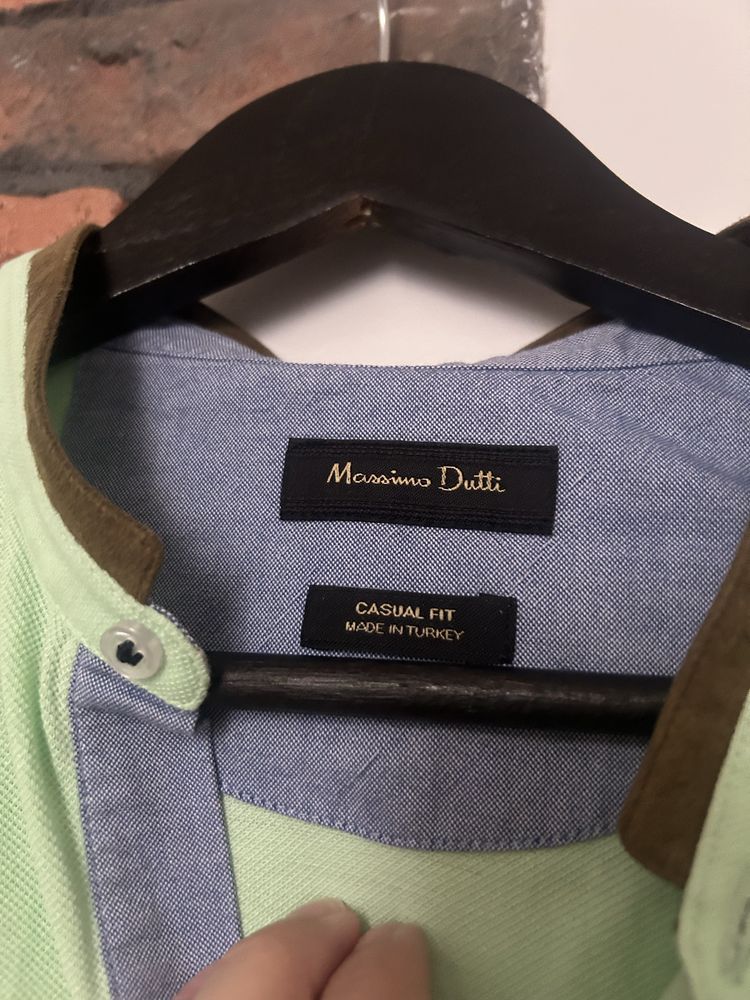 Massimo Dutti
CASUAL FIT
MADE IN TURKEY